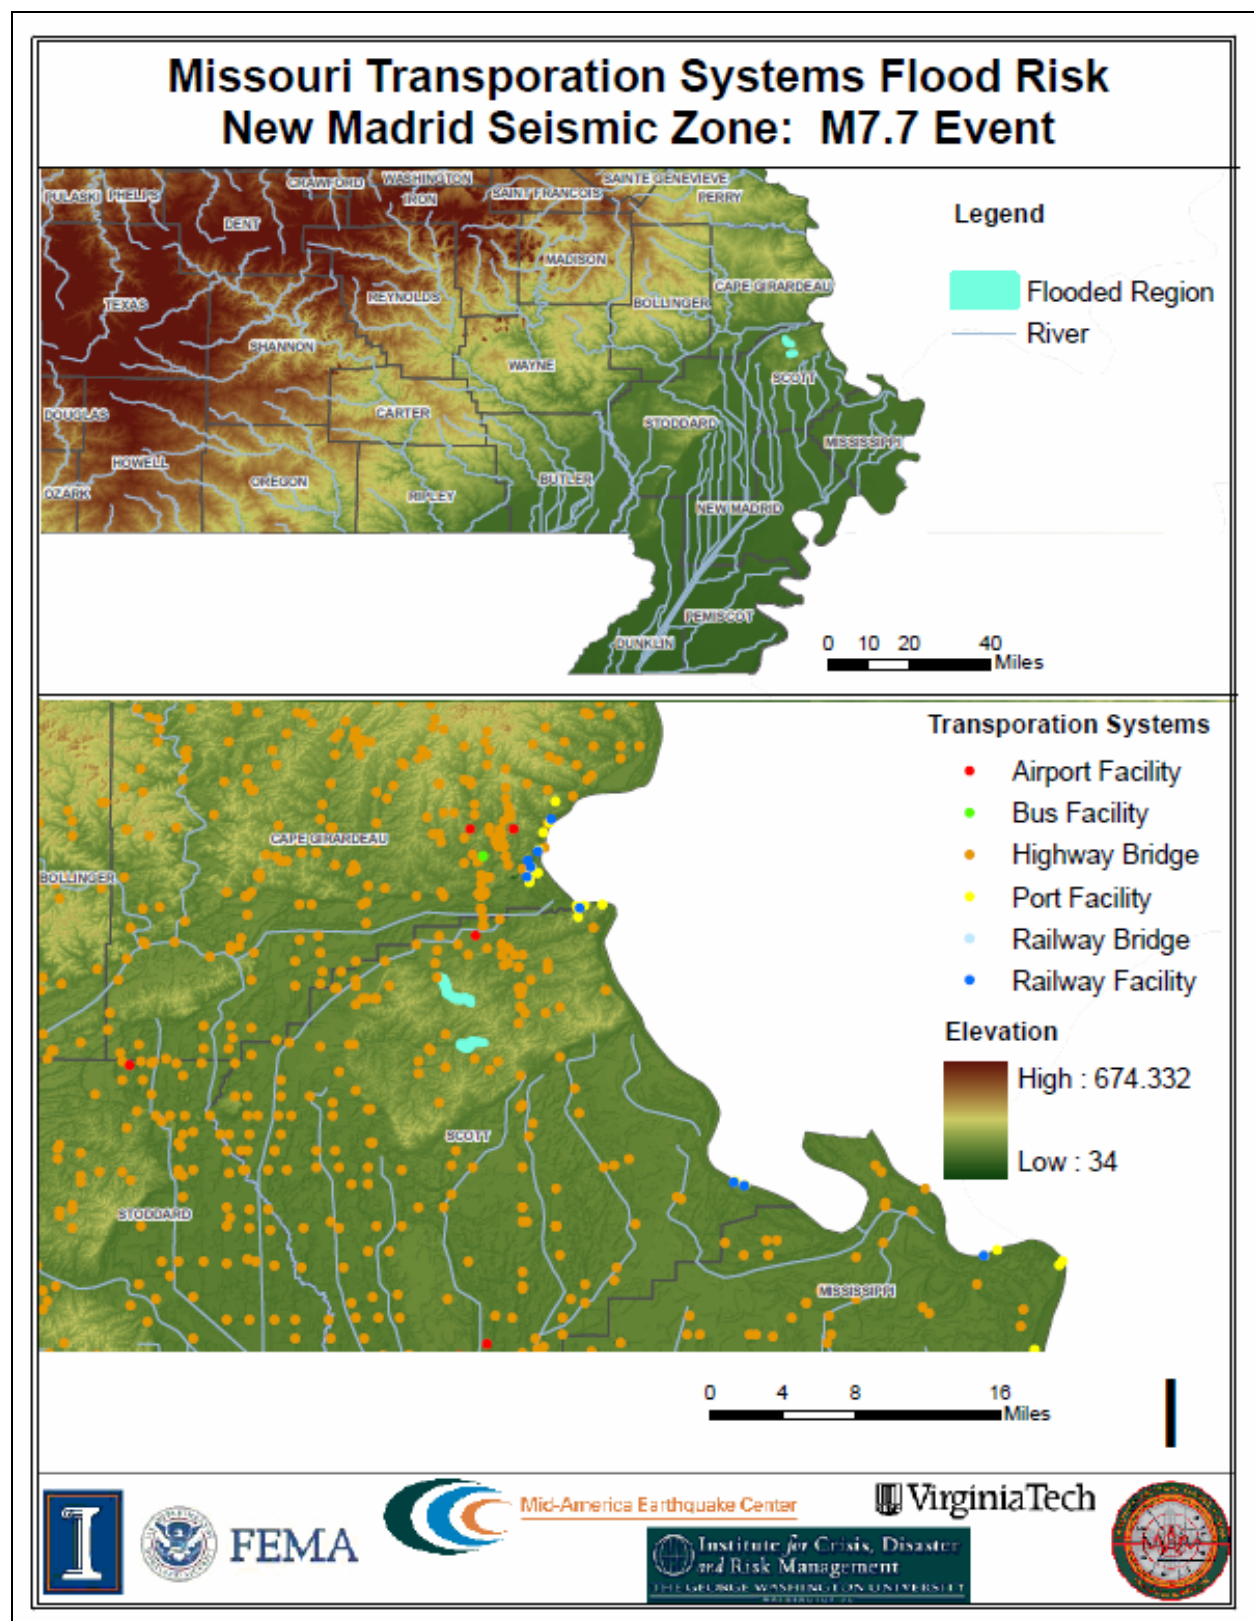 Missouri Transporation Systems Flood Risk
New Madrid Seismic Zone: M7.7 Event
PULASKI PHELPS CRAWFORD WASHINGTON SAINTE GENEVIEVE
IRON SAINT FRANCOIS PERRY
DENT
Legend
MADISON
TEXAS REYNOLDS BOLLINGER CAPE GIRARDEAU
Flooded Region
River
SHANNON
WAYNE
SCOTT
DOUGLAS CARTER STODDARD
MISSISSIPPI
HOWELL
OZARK OREGON RIPLEY BUTLER
NEW MADRID
PEMISCOT
DUNKLIN
0 10 20 40
Miles
Transporation Systems
Airport Facility
Bus Facility
Highway Bridge
Port Facility
Railway Bridge
Railway Facility
Elevation
High : 674.332
Low : 34
CAPE GIRARDEAU
BOLLINGER
SCOTT
STODDARD
MISSISSIPPI
0 4 8 16
Miles
I
FEMA
Mid-America Earthquake Center
VirginiaTech
Institute for Crisis, Disaster
and Risk Management
THE GEORGE WASHINGTON UNIVERSITY